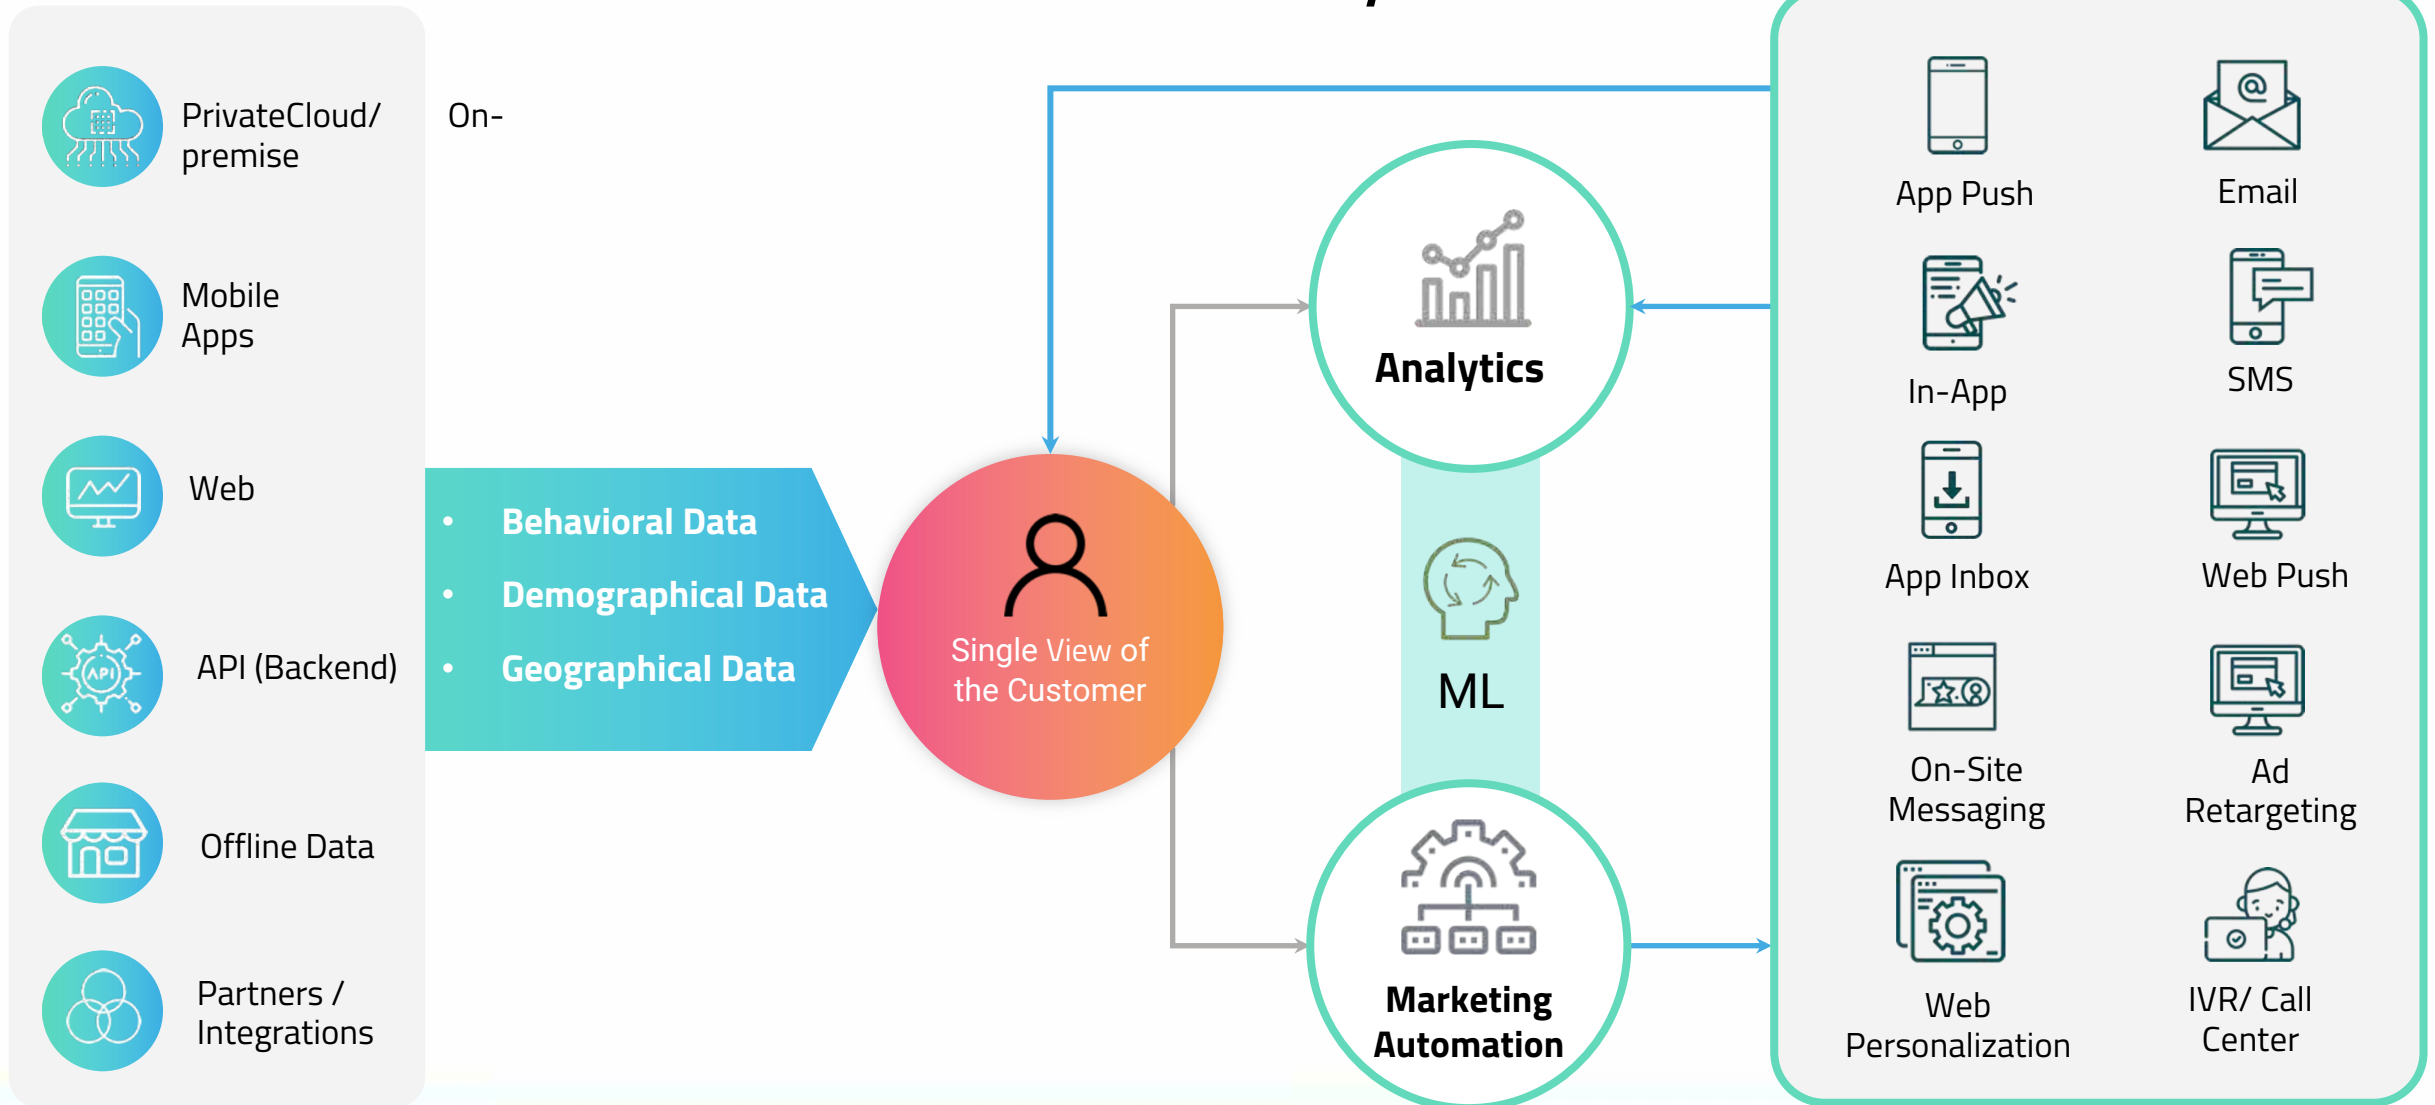 PrivateCloud/ On-
premise
Mobile
Apps
Web
API (Backend)
Offline Data
Partners /
Integrations
• Behavioral Data
• Demographical Data
• Geographical Data
Single View of
the Customer
Analytics
ML
Marketing
Automation
App Push
Email
In-App
SMS
App Inbox
Web Push
On-Site
Messaging
Ad
Retargeting
Web
Personalization
IVR/ Call
Center
API
@